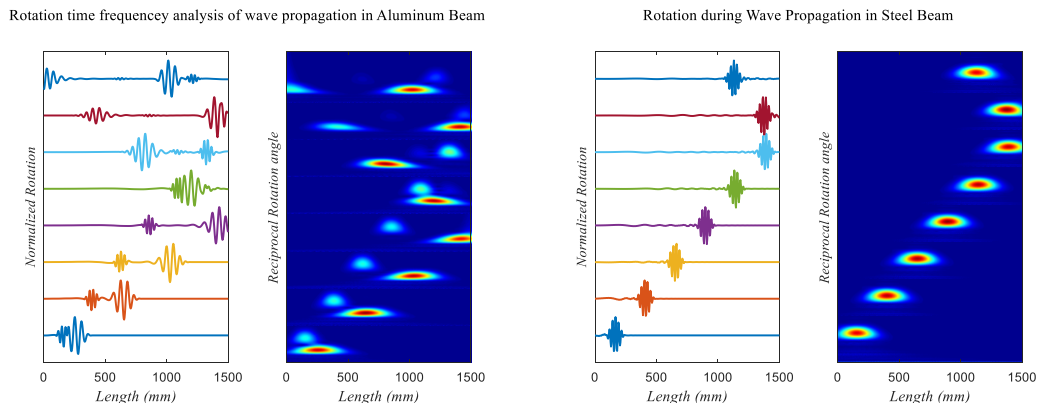 Rotation time frequencey analysis of wave propagation in Aluminum Beam
Rotation during Wave Propagation in Steel Beam
Normalized Rotation
0 500 1000 1500
Length (mm)
Reciprocal Rotation angle
0 500 1000 1500
Length (mm)
Normalized Rotation
0 500 1000 1500
Length (mm)
Reciprocal Rotation angle
0 500 1000 1500
Length (mm)